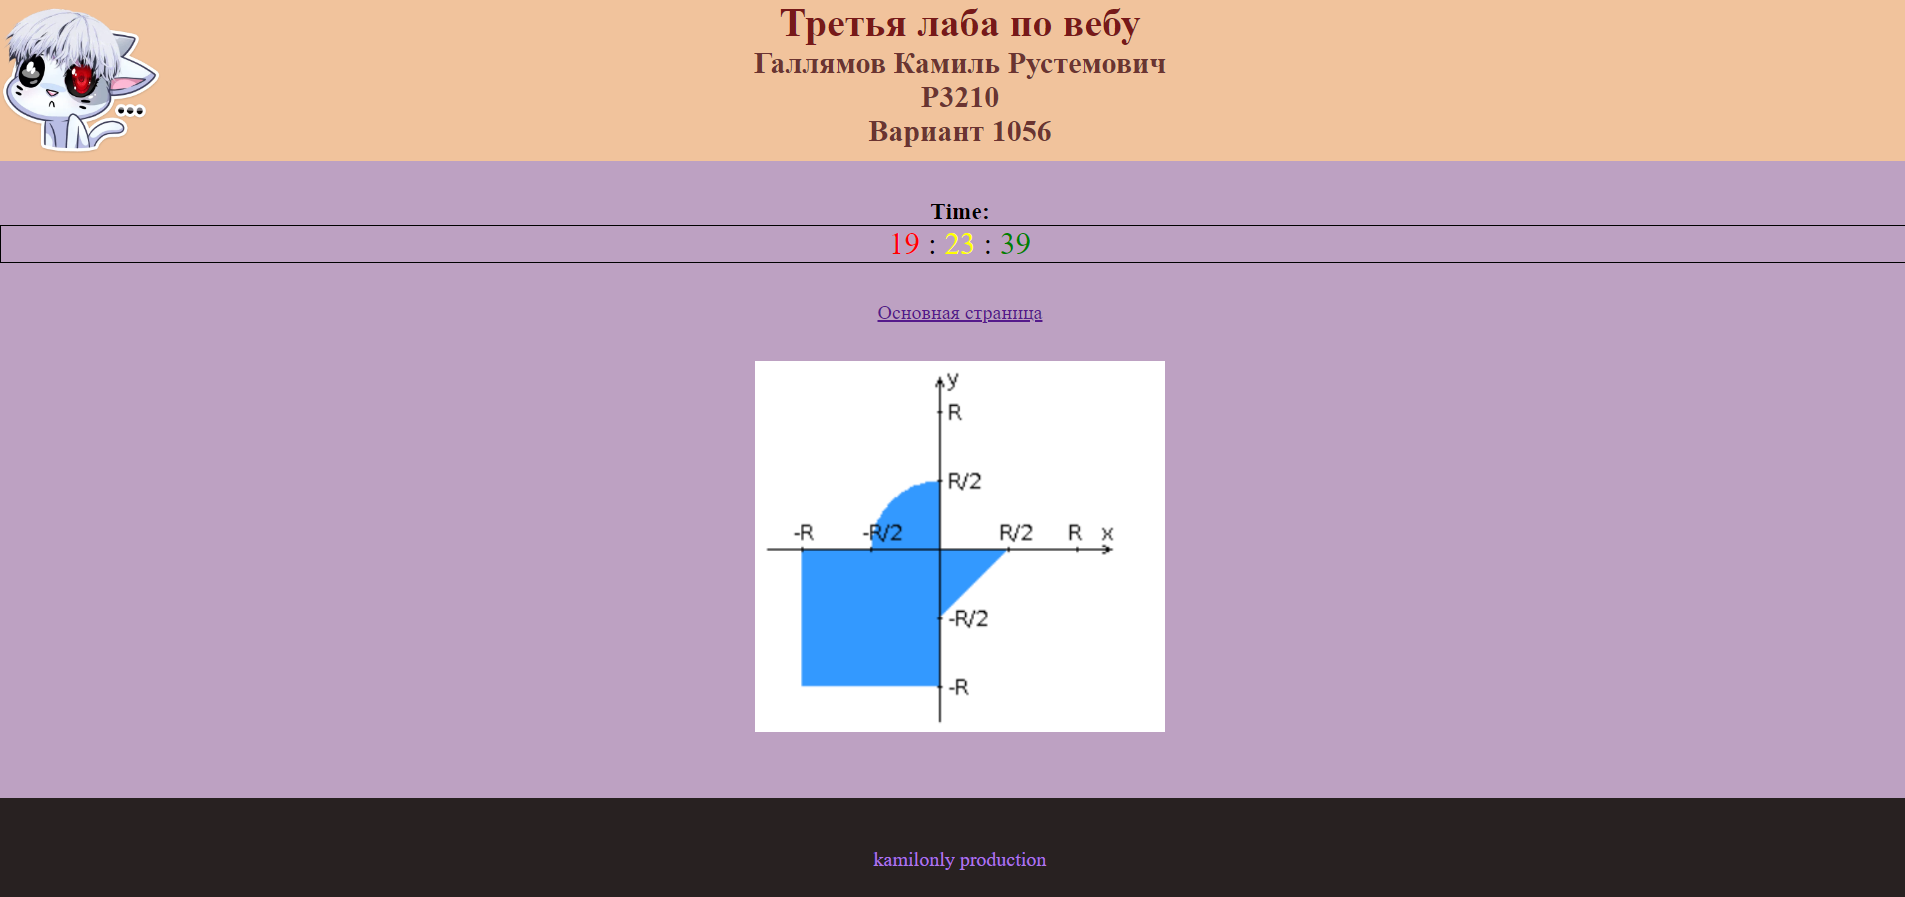 Третья лаба по вебу
Галлямов Камиль Рустемович
P3210
Вариант 1056
Time:
19 : 23 : 39
Основная страница
y
R
R/2
-R -R/2 R/2 R x
-R/2
-R
kamilonly production